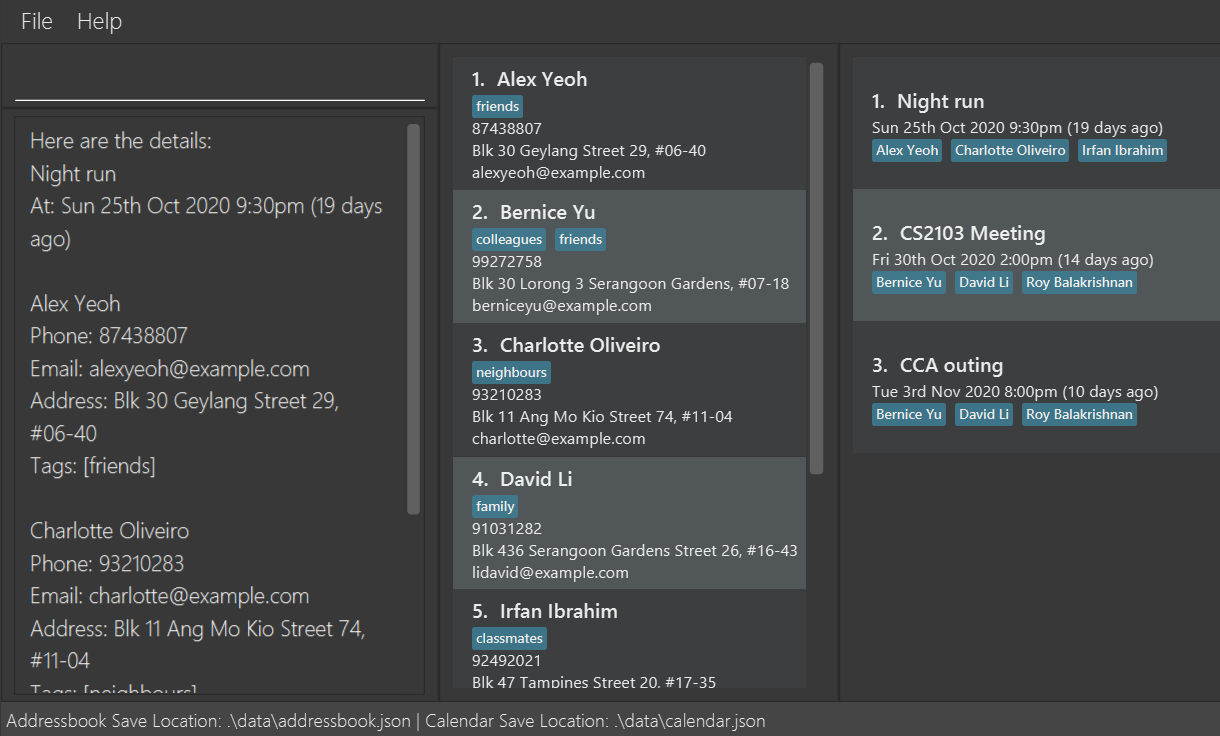 File Help
Here are the details:
Night run
At: Sun 25th Oct 2020 9:30pm (19 days
ago)
Alex Yeoh
Phone: 87438807
Email: alexyeoh@example.com
Address: Blk 30 Geylang Street 29,
#06-40
Tags: [friends]
Charlotte Oliveiro
Phone: 93210283
Email: charlotte@example.com
Address: Blk 11 Ang Mo Kio Street 74,
#11-04
Tags: [neighbours]
1. Alex Yeoh
friends
87438807
Blk 30 Geylang Street 29, #06-40
alexyeoh@example.com
2. Bernice Yu
colleagues friends
99272758
Blk 30 Lorong 3 Serangoon Gardens, #07-18
berniceyu@example.com
3. Charlotte Oliveiro
neighbours
93210283
Blk 11 Ang Mo Kio Street 74, #11-04
charlotte@example.com
4. David Li
family
91031282
Blk 436 Serangoon Gardens Street 26, #16-43
lidavid@example.com
5. Irfan Ibrahim
classmates
92492021
Blk 47 Tampines Street 20, #17-35
1. Night run
Sun 25th Oct 2020 9:30pm (19 days ago)
Alex Yeoh Charlotte Oliveiro Irfan Ibrahim
2. CS2103 Meeting
Fri 30th Oct 2020 2:00pm (14 days ago)
Bernice Yu David Li Roy Balakrishnan
3. CCA outing
Tue 3rd Nov 2020 8:00pm (10 days ago)
Bernice Yu David Li Roy Balakrishnan
Addressbook Save Location: .\data\addressbook.json | Calendar Save Location: .\data\calendar.json